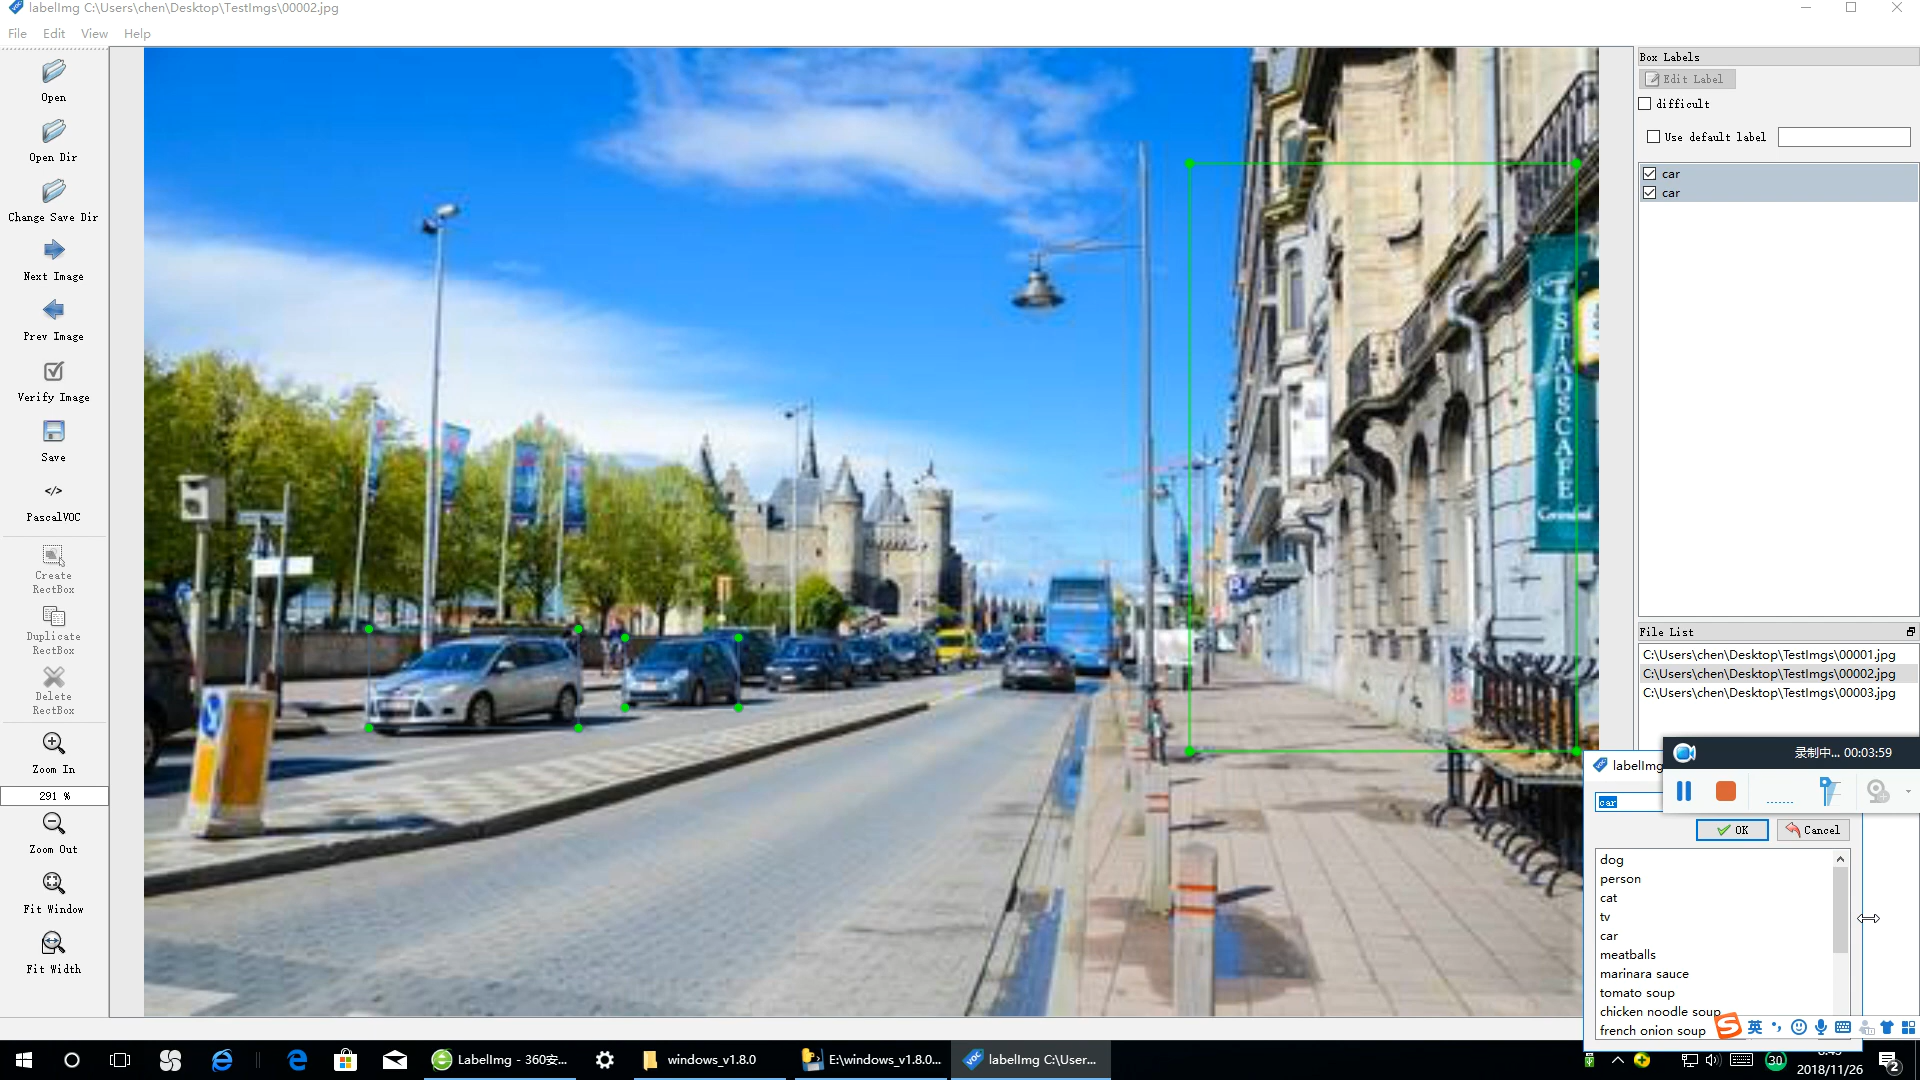 labelImg C:\Users\chen\Desktop\TestImgs\00002.jpg
File Edit View Help
Open
Open Dir
Change Save Dir
Next Image
Prev Image
Verify Image
Save
</>
PascalVOC
Create
RectBox
Duplicate
RectBox
Delete
RectBox
Zoom In
291 %
Zoom Out
Fit Window
Fit Width
STADSCAFE
P
Box Labels
Edit Label
difficult
Use default label
car
car
File List
C:\Users\chen\Desktop\TestImgs\00001.jpg
C:\Users\chen\Desktop\TestImgs\00002.jpg
C:\Users\chen\Desktop\TestImgs\00003.jpg
录制中... 00:03:59
labelImg
car
OK Cancel
dog
person
cat
tv
car
meatballs
marinara sauce
tomato soup
chicken noodle soup
french onion soup
英
LabelImg - 360安...
windows_v1.8.0
E:\windows_v1.8.0...
labelImg C:\User...
30
2018/11/26
2